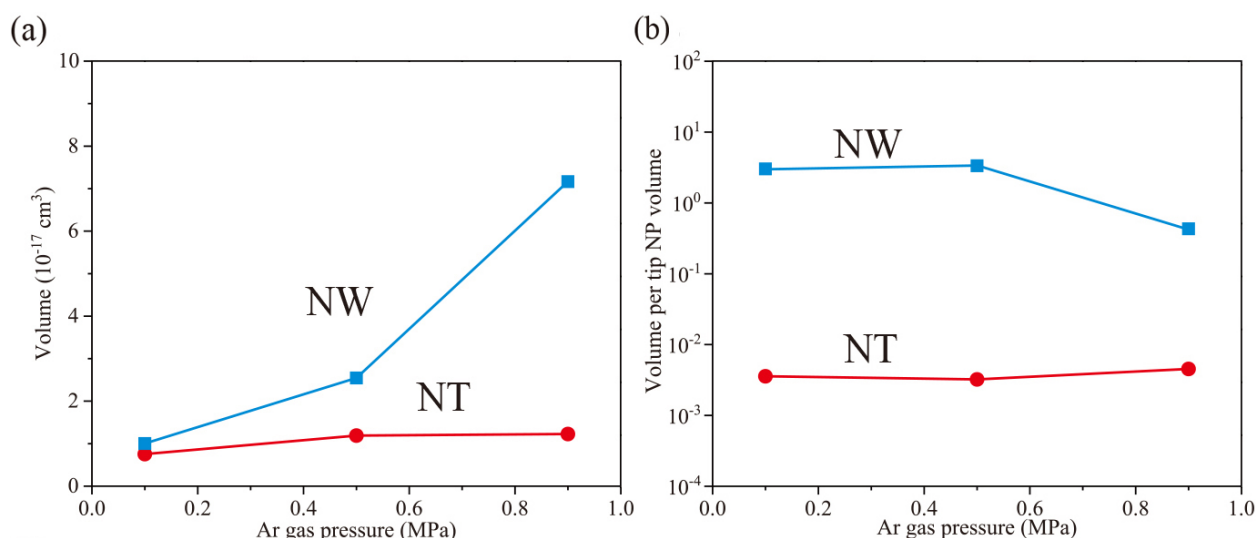 (a)
Volume (10⁻¹⁷ cm³)
10
8
6
4
2
0
NW
NT
0.0 0.2 0.4 0.6 0.8 1.0
Ar gas pressure (MPa)
(b)
Volume per tip NP volume
10²
10¹
10⁰
10⁻¹
10⁻²
10⁻³
10⁻⁴
NW
NT
0.0 0.2 0.4 0.6 0.8 1.0
Ar gas pressure (MPa)